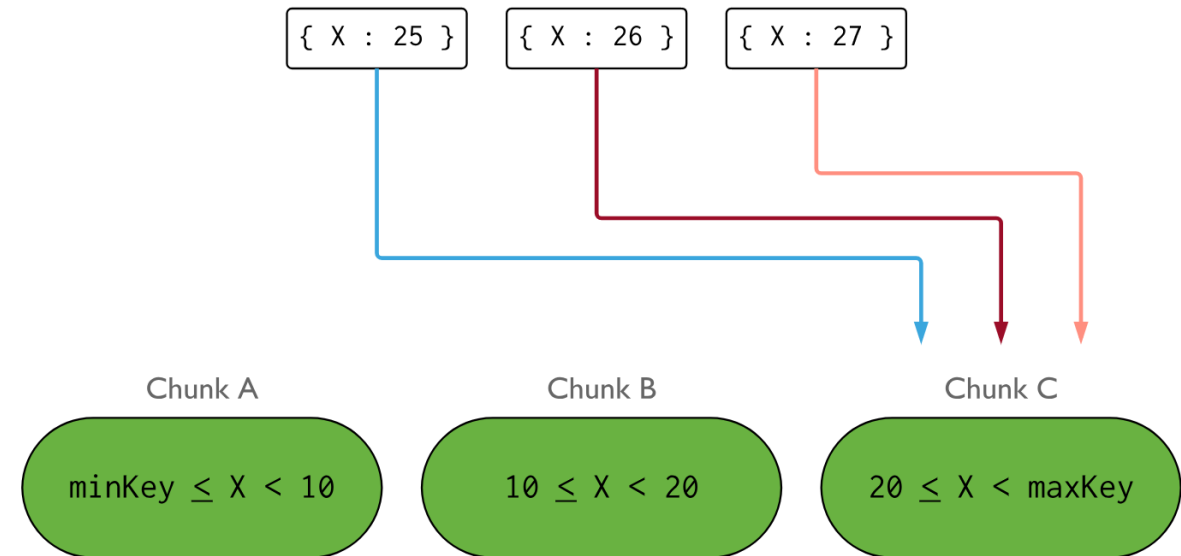 { X : 25 } { X : 26 } { X : 27 }
Chunk A Chunk B Chunk C
minKey ≤ X < 10 10 ≤ X < 20 20 ≤ X < maxKey